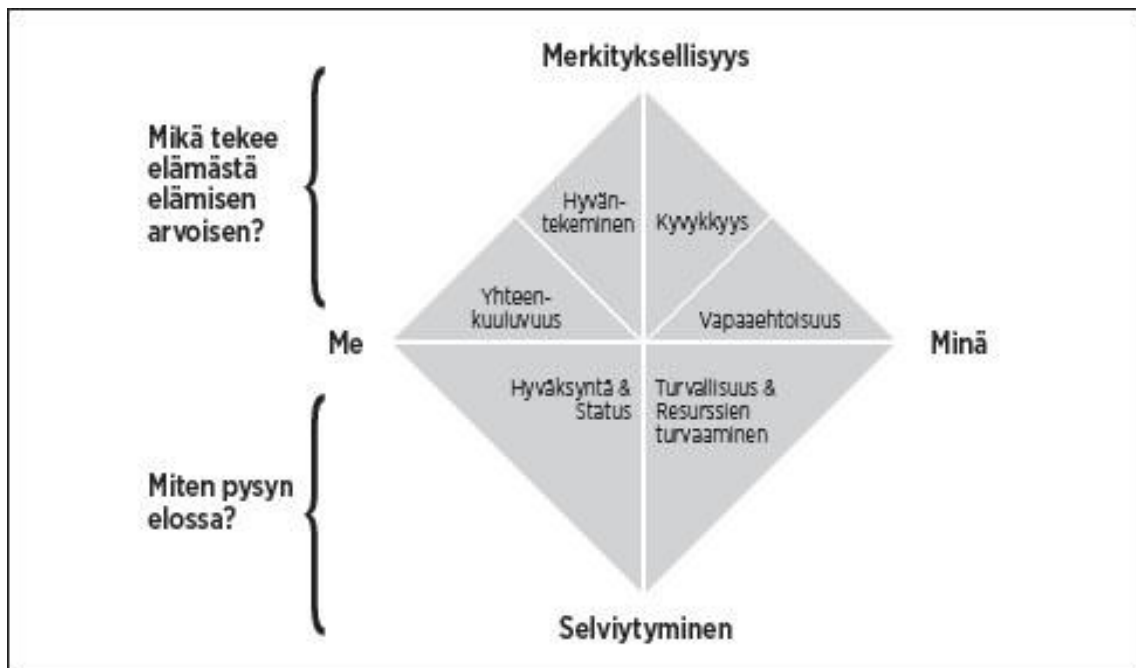 Merkityksellisyys
Mikä tekee
elämästä
elämisen
arvoisen?
Hyvän-
tekeminen
Kyvykkyys
Yhteen-
kuuluvuus
Vapaaehtoisuus
Me
Minä
Hyväksyntä &
Status
Turvallisuus &
Resurssien
turvaaminen
Miten pysyn
elossa?
Selviytyminen